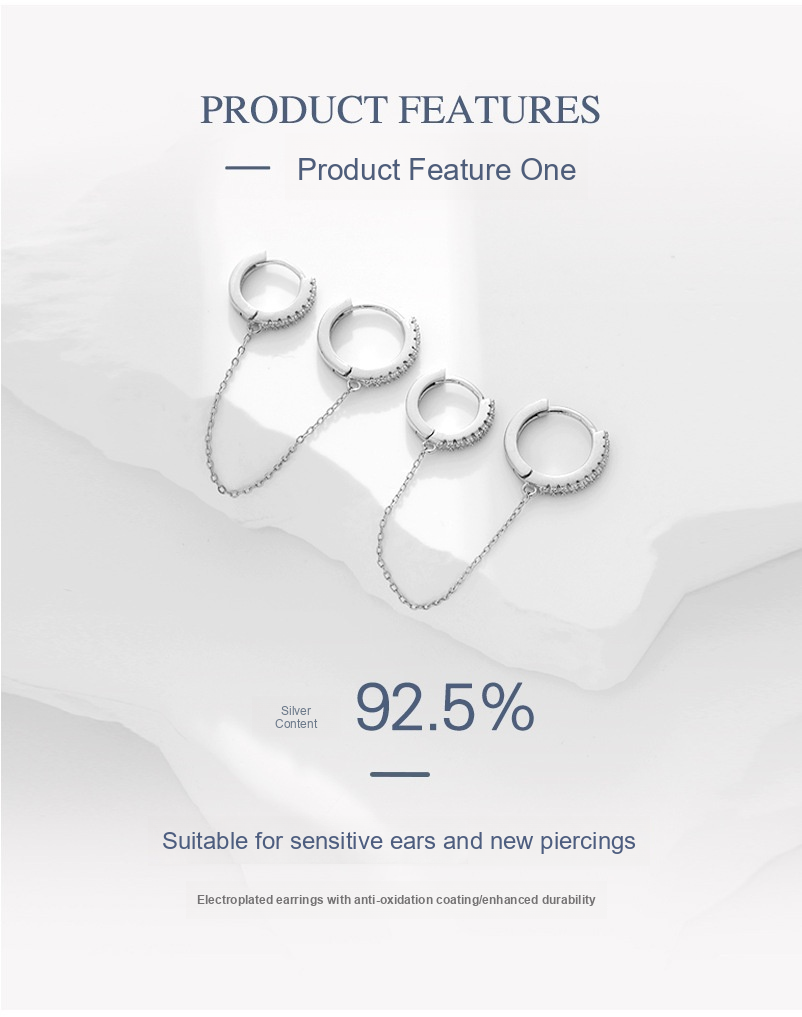 PRODUCT FEATURES
Product Feature One
Silver
Content
92.5%
Suitable for sensitive ears and new piercings
Electroplated earrings with anti-oxidation coating/enhanced durability